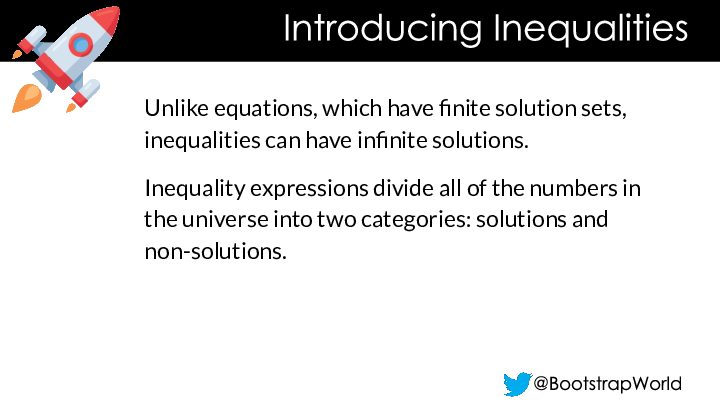 Introducing Inequalities
Unlike equations, which have finite solution sets,
inequalities can have infinite solutions.
Inequality expressions divide all of the numbers in
the universe into two categories: solutions and
non-solutions.
@BootstrapWorld